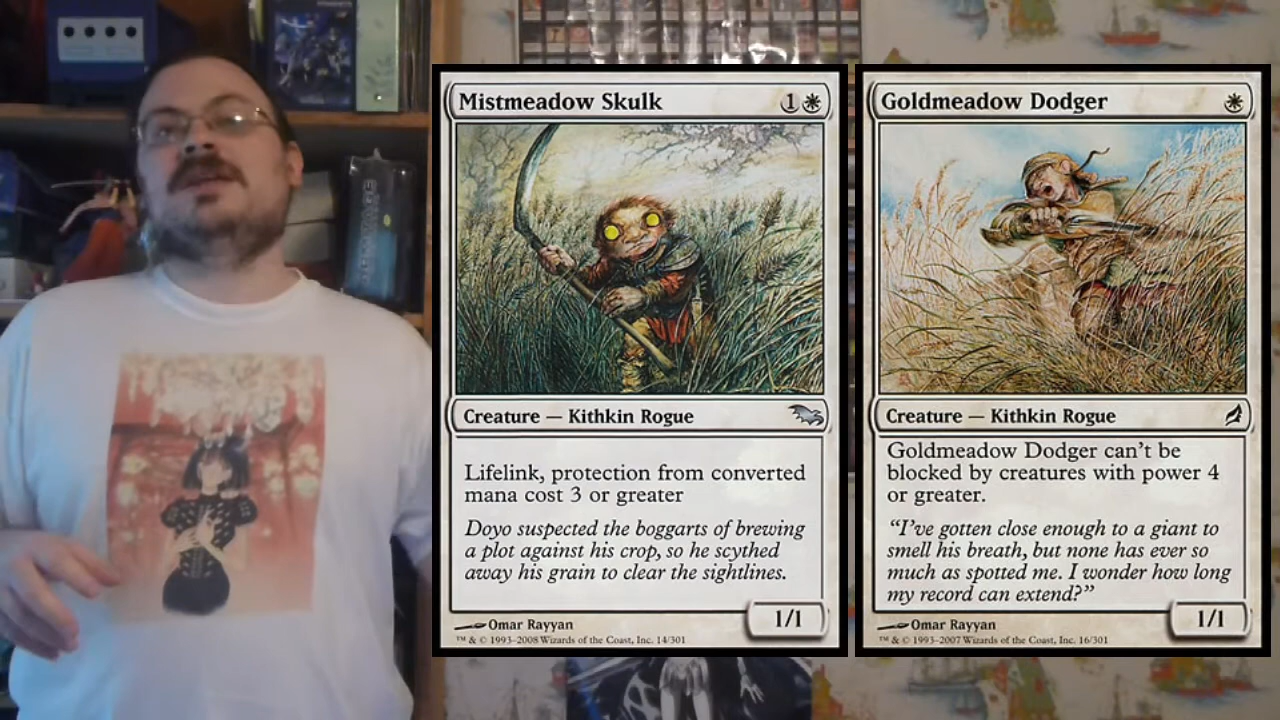 Mistmeadow Skulk
1
Creature — Kithkin Rogue
Lifelink, protection from converted
mana cost 3 or greater
Doyo suspected the boggarts of brewing
a plot against his crop, so he scythed
away his grain to clear the sightlines.
1/1
Omar Rayyan
™ & © 1993–2008 Wizards of the Coast, Inc. 14/301
Goldmeadow Dodger
Creature — Kithkin Rogue
Goldmeadow Dodger can't be
blocked by creatures with power 4
or greater.
“I've gotten close enough to a giant to
smell his breath, but none has ever so
much as spotted me. I wonder how long
my record can extend?”
1/1
Omar Rayyan
™ & © 1993–2007 Wizards of the Coast, Inc. 16/301